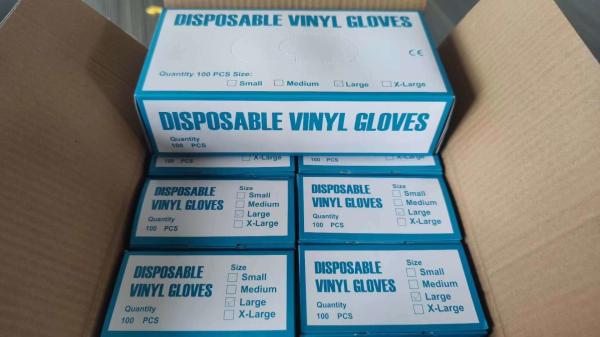 DISPOSABLE VINYL GLOVES
CE
Quantity 100 PCS Size:
Small Medium Large X-Large
DISPOSABLE VINYL GLOVES
Quantity
100 PCS
100 PCS
X-Large
X-Large
DISPOSABLE
VINYL GLOVES
Quantity
100 PCS
Size
Small
Medium
Large
X-Large
DISPOSABLE
VINYL GLOVES
Quantity
100 PCS
Size
Small
Medium
Large
X-Large
DISPOSABLE
VINYL GLOVES
Quantity
100 PCS
Size
Small
Medium
Large
X-Large
DISPOSABLE
VINYL GLOVES
Quantity
100 PCS
Size
Small
Medium
Large
X-Large